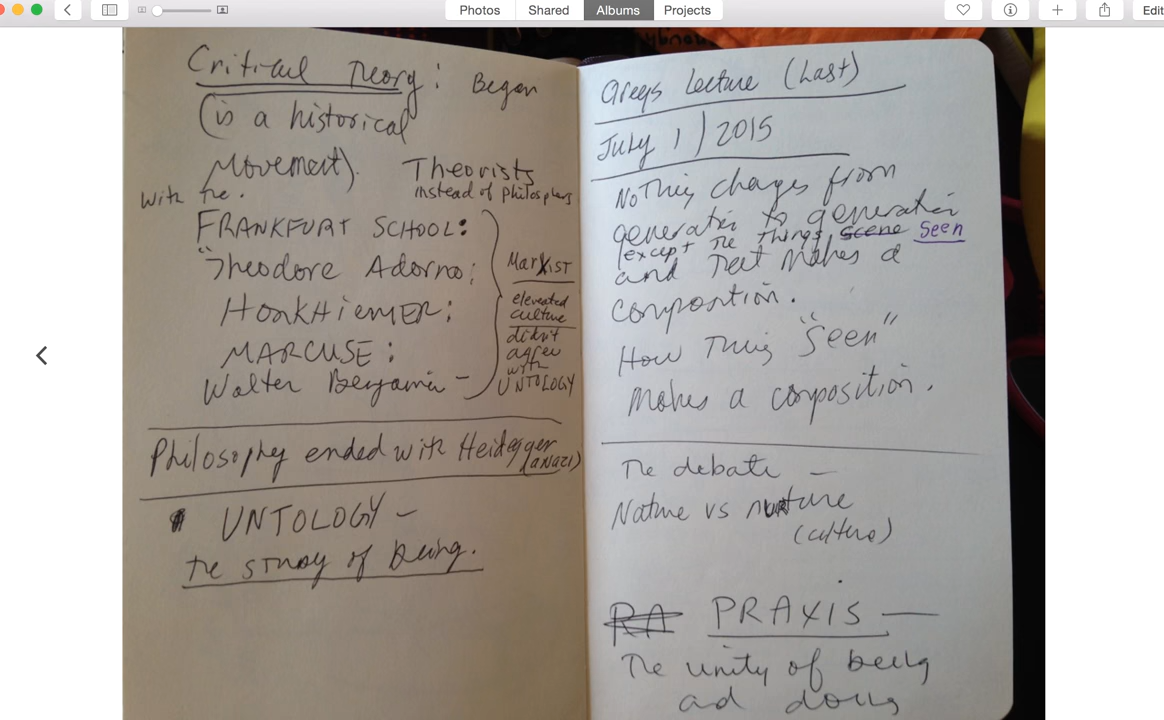 Photos Shared Albums Projects Edit
Critical Theory: Began
(is a historical
Movement). Theorists
instead of philosophers
With the.
FRANKFURT SCHOOL:
"Theodore Adorno;
HORKHIEMER:
MARCUSE:
Walter Benjamin -
Marxist
elevated
culture
didn't
agree
with
UNTOLOGY
Philosophy ended with Heidegger
(a NAZI)
UNTOLOGY -
the study of being.
Gregs Lecture (Last)
July 1) 2015
Nothing changes from
generation to generation
(except the things scene Seen
and that makes a
composition.
How Thing "Seen"
makes a composition.
The debate -
Nature vs nurture
(culture)
RA PRAXIS —
The unity of being
and doing